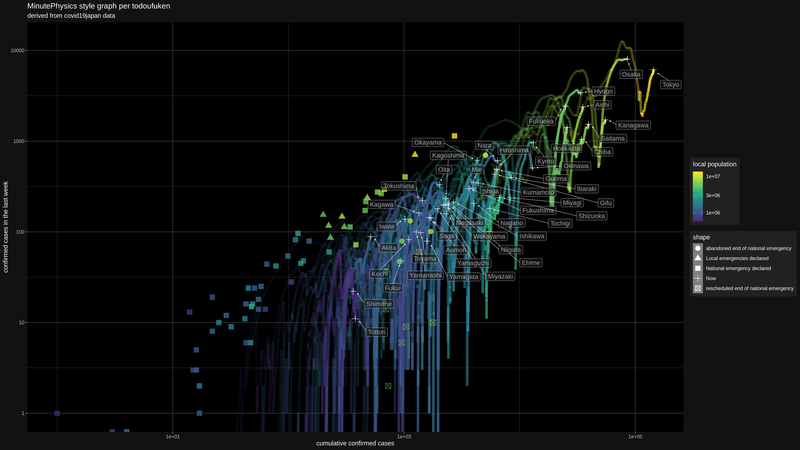 MinutePhysics style graph per todoufuken
derived from covid19japan data
confirmed cases in the last week
10000
1000
100
10
1
1e+01
1e+03
1e+05
cumulative confirmed cases
Osaka
Tokyo
Hyogo
Aichi
Fukuoka
Kanagawa
Saitama
Chiba
Okayama
Nara
Hiroshima
Hokkaido
Kagoshima
Kyoto
Okinawa
Oita
Mie
Gunma
Tokushima
Shiga
Kumamoto
Ibaraki
Kagawa
Miyagi
Gifu
Fukushima
Shizuoka
Iwate
Nagasaki
Nagano
Tochigi
Saga
Wakayama
Ishikawa
Akita
Aomori
Niigata
Toyama
Yamaguchi
Ehime
Kochi
Yamanashi
Yamagata
Miyazaki
Fukui
Shimane
Tottori
local population
1e+07
3e+06
1e+06
shape
abandoned end of national emergency
Local emergencies declared
National emergency declared
Now
rescheduled end of national emergency